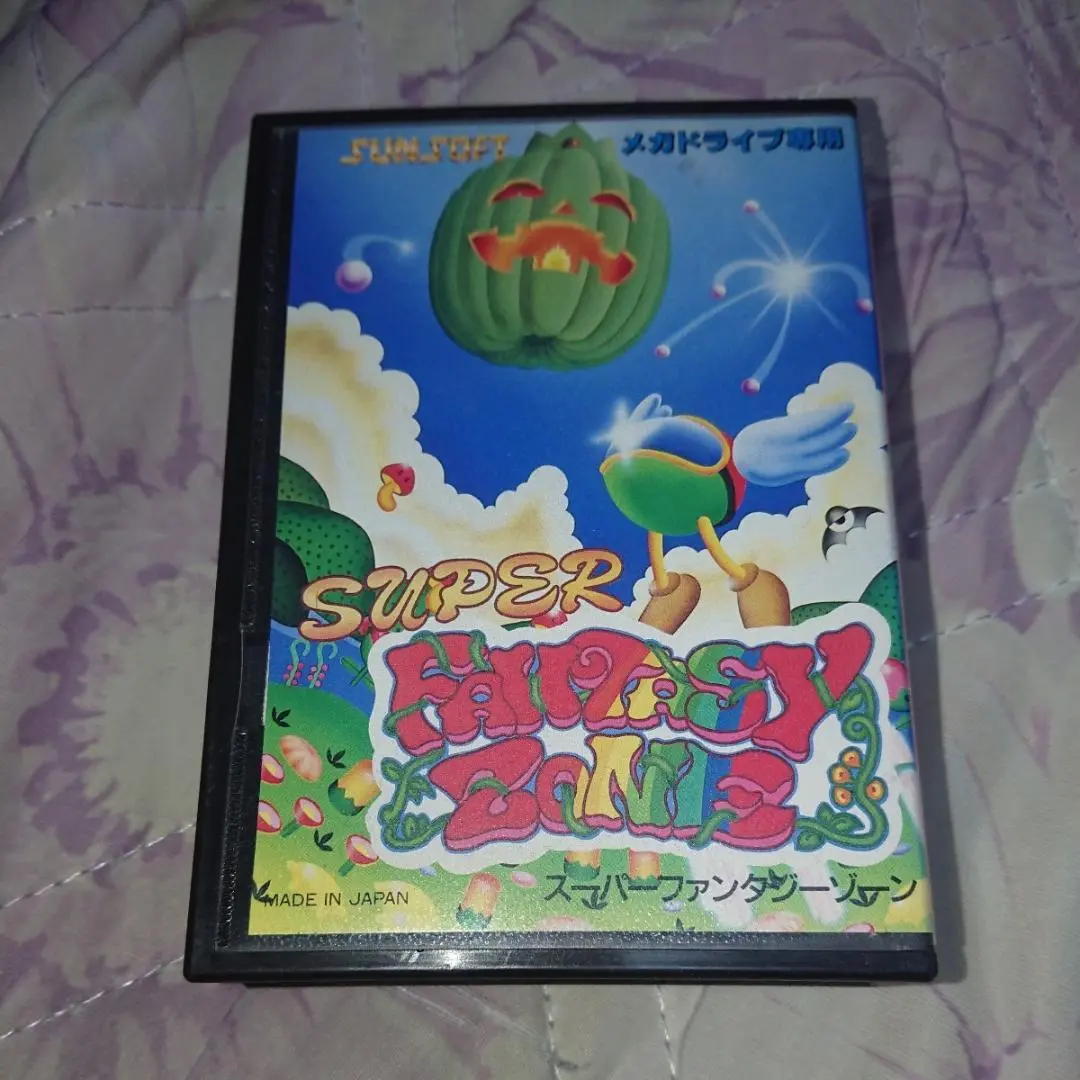 SUNSOFT
メガドライブ専用
SUPER
FANTASY
ZONE
スーパーファンタジーゾーン
MADE IN JAPAN